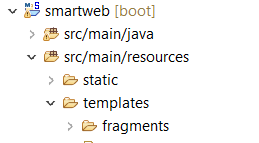 smartweb [boot]
src/main/java
src/main/resources
static
templates
fragments